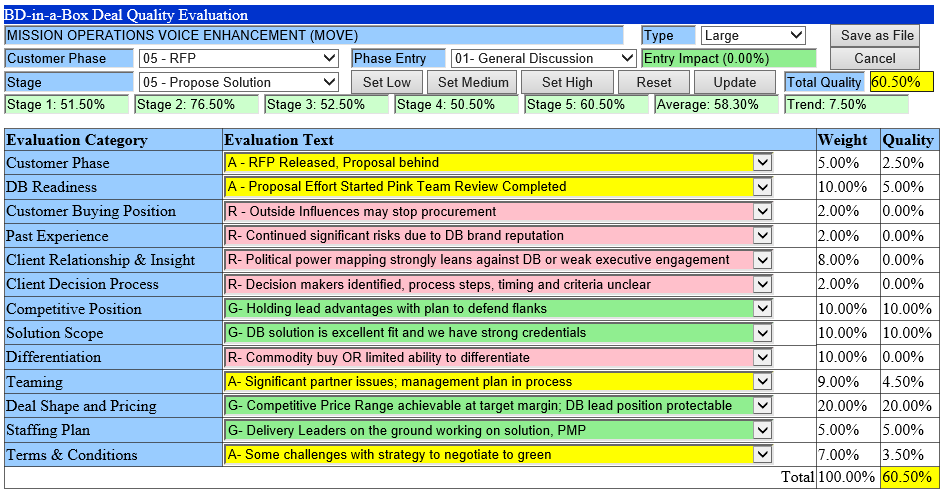 BD-in-a-Box Deal Quality Evaluation
MISSION OPERATIONS VOICE ENHANCEMENT (MOVE) Type Large Save as File
Customer Phase 05 - RFP Phase Entry 01- General Discussion Entry Impact (0.00%) Cancel
Stage 05 - Propose Solution Set Low Set Medium Set High Reset Update Total Quality 60.50%
Stage 1: 51.50% Stage 2: 76.50% Stage 3: 52.50% Stage 4: 50.50% Stage 5: 60.50% Average: 58.30% Trend: 7.50%
Evaluation Category Evaluation Text Weight Quality
Customer Phase A - RFP Released, Proposal behind 5.00% 2.50%
DB Readiness A - Proposal Effort Started Pink Team Review Completed 10.00% 5.00%
Customer Buying Position R - Outside Influences may stop procurement 2.00% 0.00%
Past Experience R- Continued significant risks due to DB brand reputation 2.00% 0.00%
Client Relationship & Insight R- Political power mapping strongly leans against DB or weak executive engagement 8.00% 0.00%
Client Decision Process R- Decision makers identified, process steps, timing and criteria unclear 2.00% 0.00%
Competitive Position G- Holding lead advantages with plan to defend flanks 10.00% 10.00%
Solution Scope G- DB solution is excellent fit and we have strong credentials 10.00% 10.00%
Differentiation R- Commodity buy OR limited ability to differentiate 10.00% 0.00%
Teaming A- Significant partner issues; management plan in process 9.00% 4.50%
Deal Shape and Pricing G- Competitive Price Range achievable at target margin; DB lead position protectable 20.00% 20.00%
Staffing Plan G- Delivery Leaders on the ground working on solution, PMP 5.00% 5.00%
Terms & Conditions A- Some challenges with strategy to negotiate to green 7.00% 3.50%
Total 100.00% 60.50%